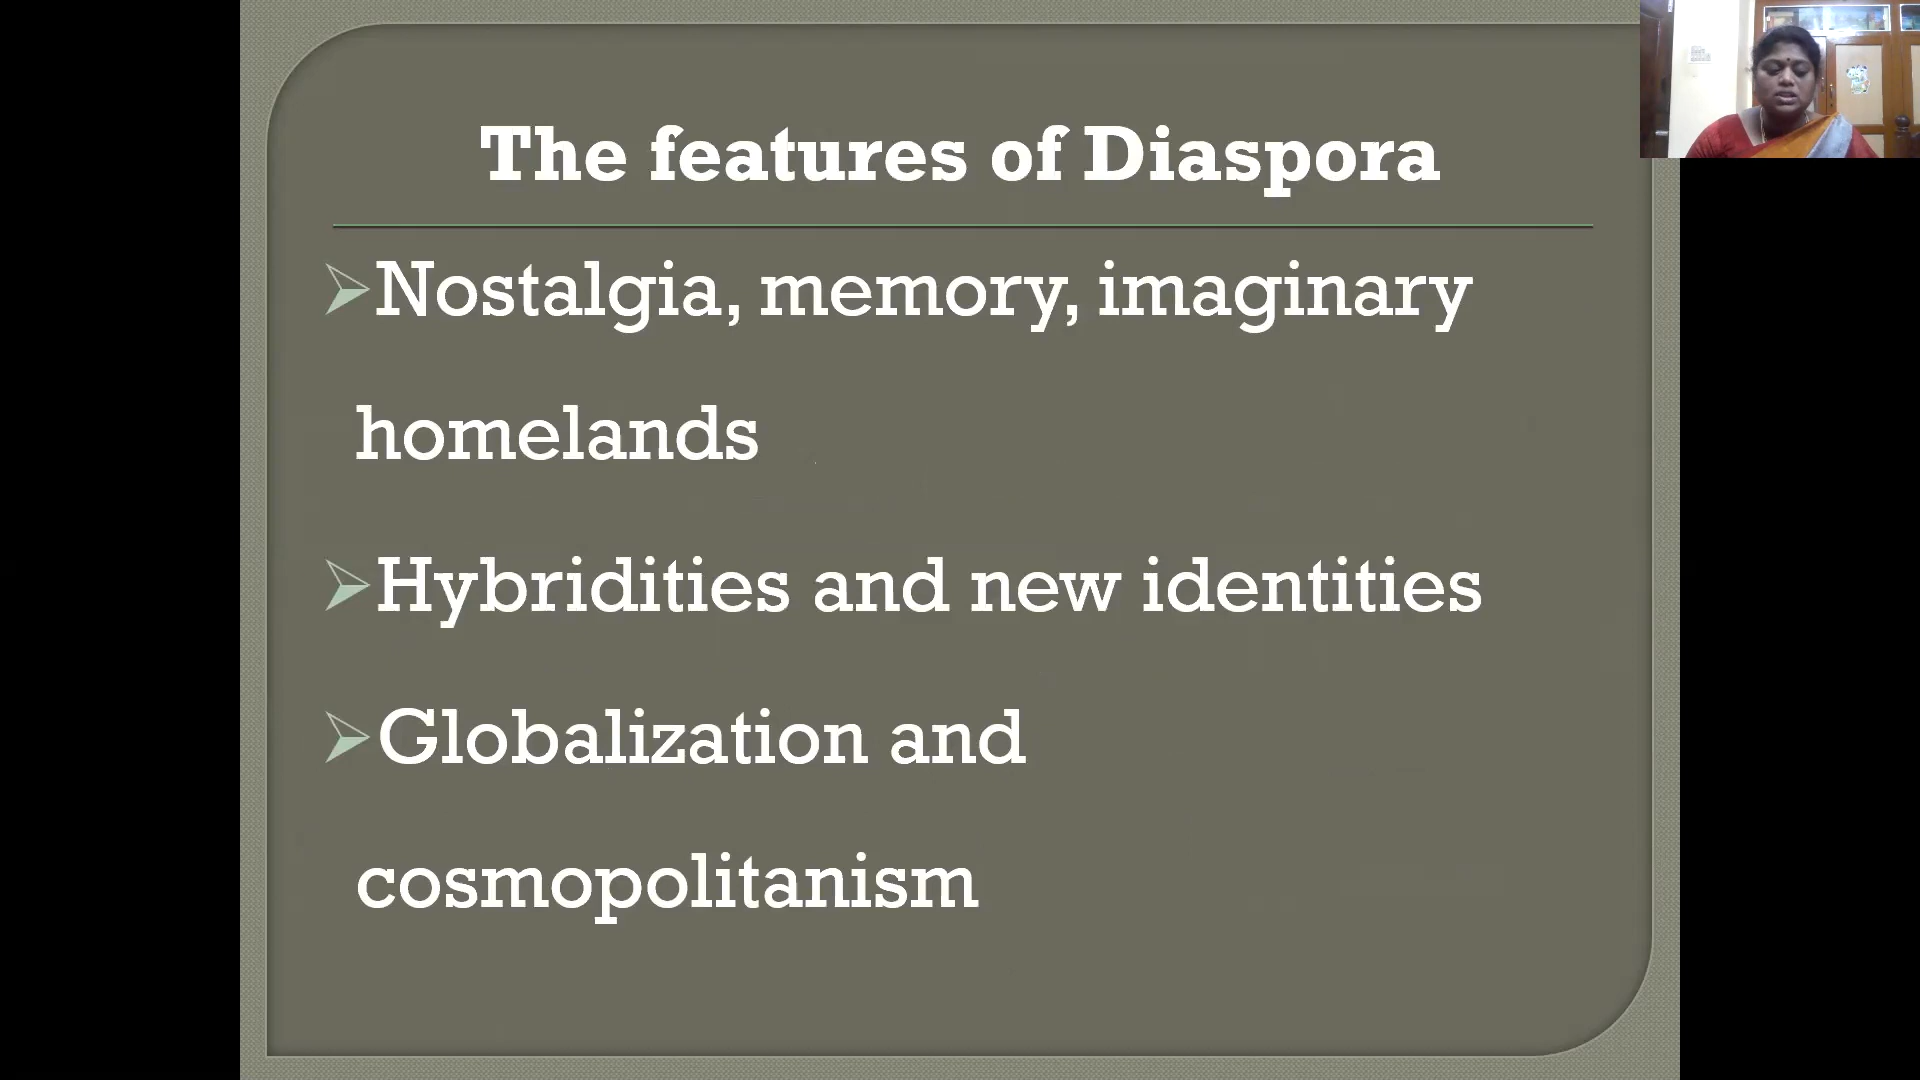 The features of Diaspora
Nostalgia, memory, imaginary
homelands
Hybridities and new identities
Globalization and
cosmopolitanism